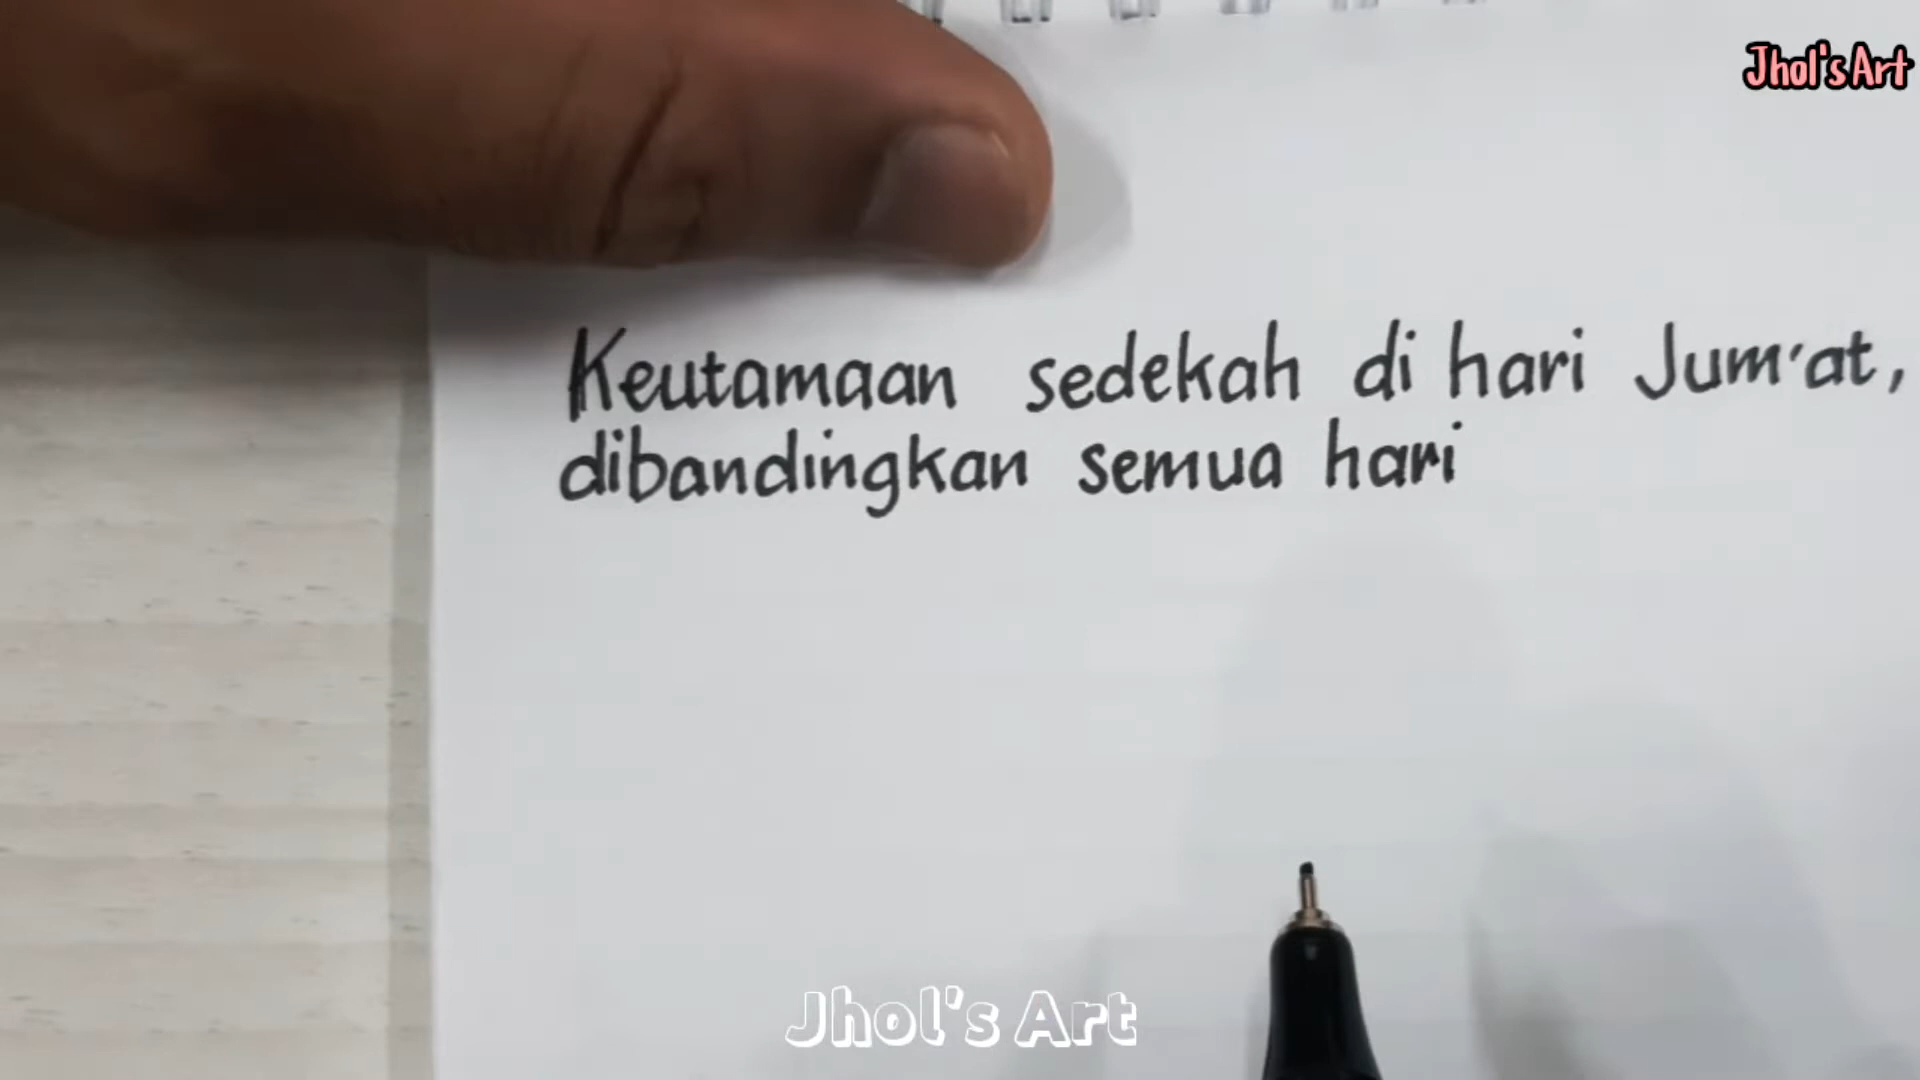 Jhol's Art
Keutamaan sedekah di hari Jum'at,
dibandingkan semua hari
Jhol's Art